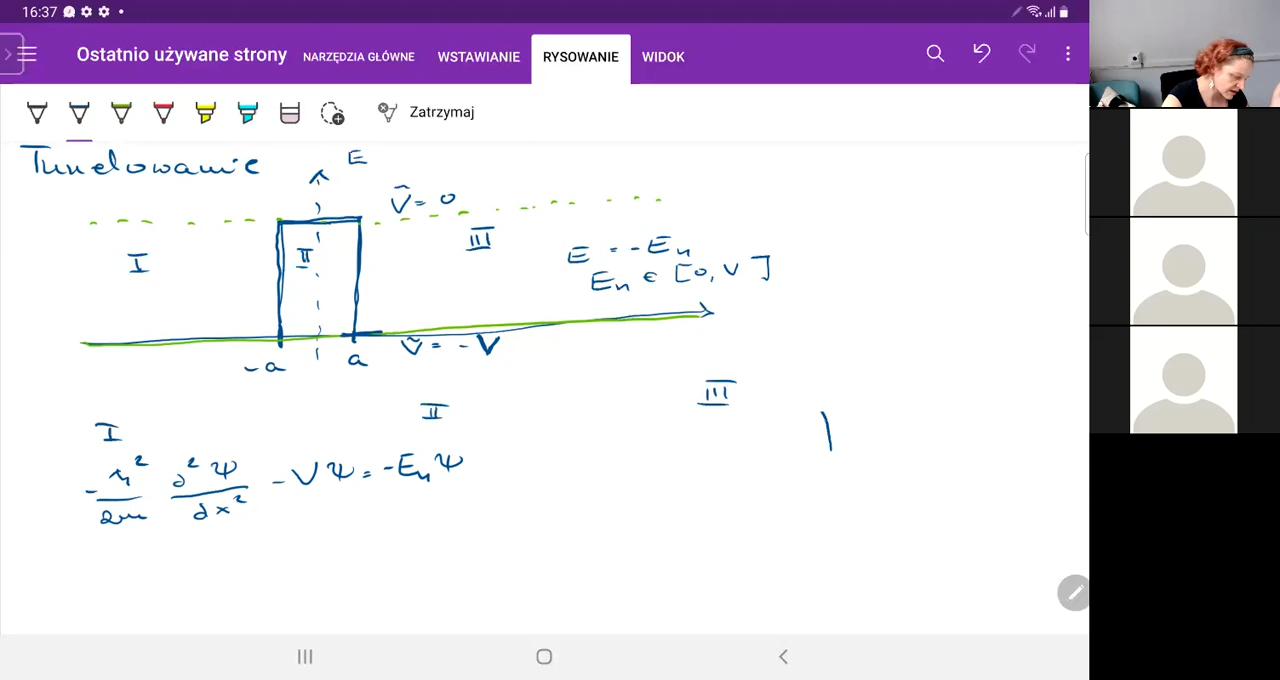 16:37
Ostatnio używane strony NARZĘDZIA GŁÓWNE WSTAWIANIE RYSOWANIE WIDOK
Zatrzymaj
Tunelowanie
E
Ṽ = 0
I II III
E = -Eₙ
Eₙ ∈ [0, V]
-a a Ṽ = -V
I II III
-ħ²/2m ∂²ψ/dx² - Vψ = -Eₙψ